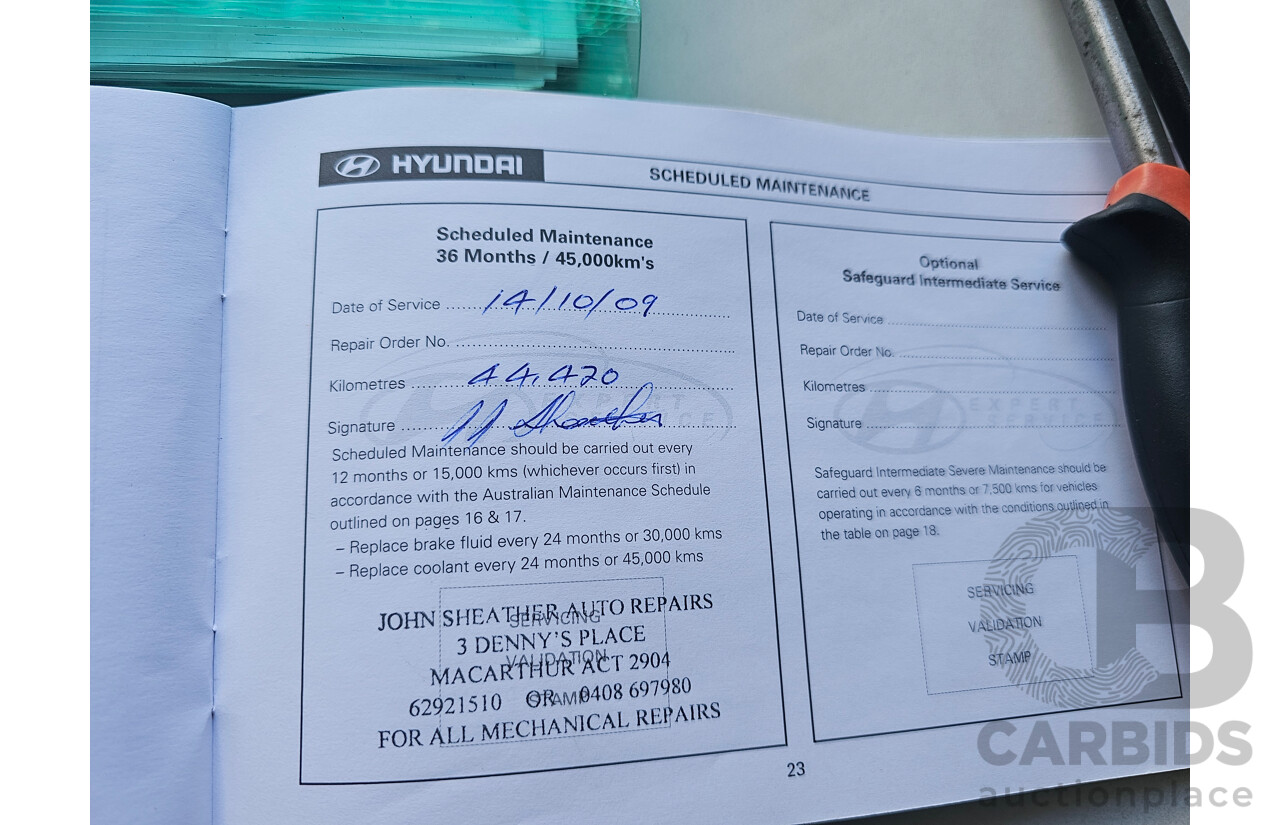 HYUNDAI
SCHEDULED MAINTENANCE
Scheduled Maintenance
36 Months / 45,000km's
Date of Service ...... 14/10/09
Repair Order No. ......
Kilometres ...... 44,420
Signature ......
Scheduled Maintenance should be carried out every
12 months or 15,000 kms (whichever occurs first) in
accordance with the Australian Maintenance Schedule
outlined on pages 16 & 17.
– Replace brake fluid every 24 months or 30,000 kms
– Replace coolant every 24 months or 45,000 kms
SERVICING
VALIDATION
STAMP
JOHN SHEATHER AUTO REPAIRS
3 DENNY'S PLACE
MACARTHUR ACT 2904
62921510 OR 0408 697980
FOR ALL MECHANICAL REPAIRS
Optional
Safeguard Intermediate Service
Date of Service ......
Repair Order No. ......
Kilometres ......
Signature ......
EXPERT
Safeguard Intermediate Severe Maintenance should be
carried out every 6 months or 7,500 kms for vehicles
operating in accordance with the conditions outlined in
the table on page 18.
SERVICING
VALIDATION
STAMP
23
CARBIDS
auctionplace